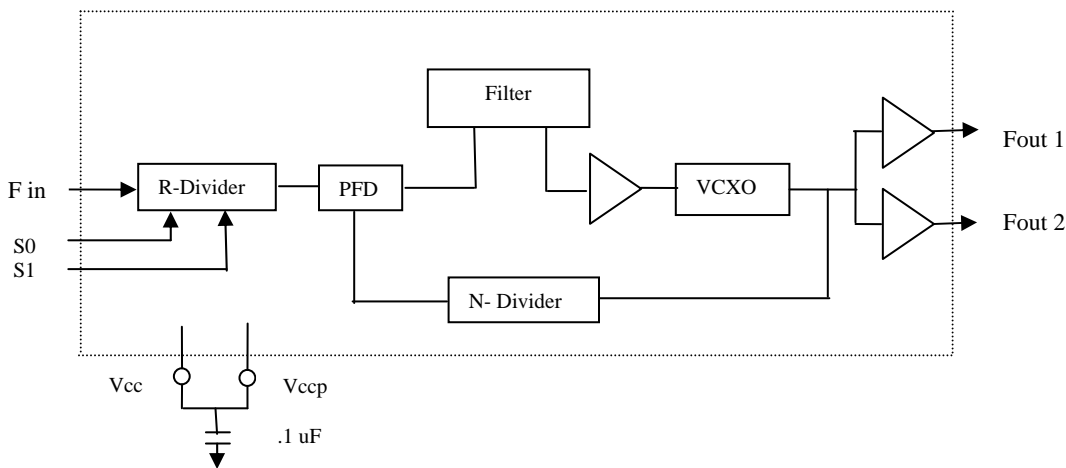 Filter
Fout 1
F in
R-Divider
PFD
VCXO
Fout 2
S0
S1
N- Divider
Vcc
Vccp
.1 uF